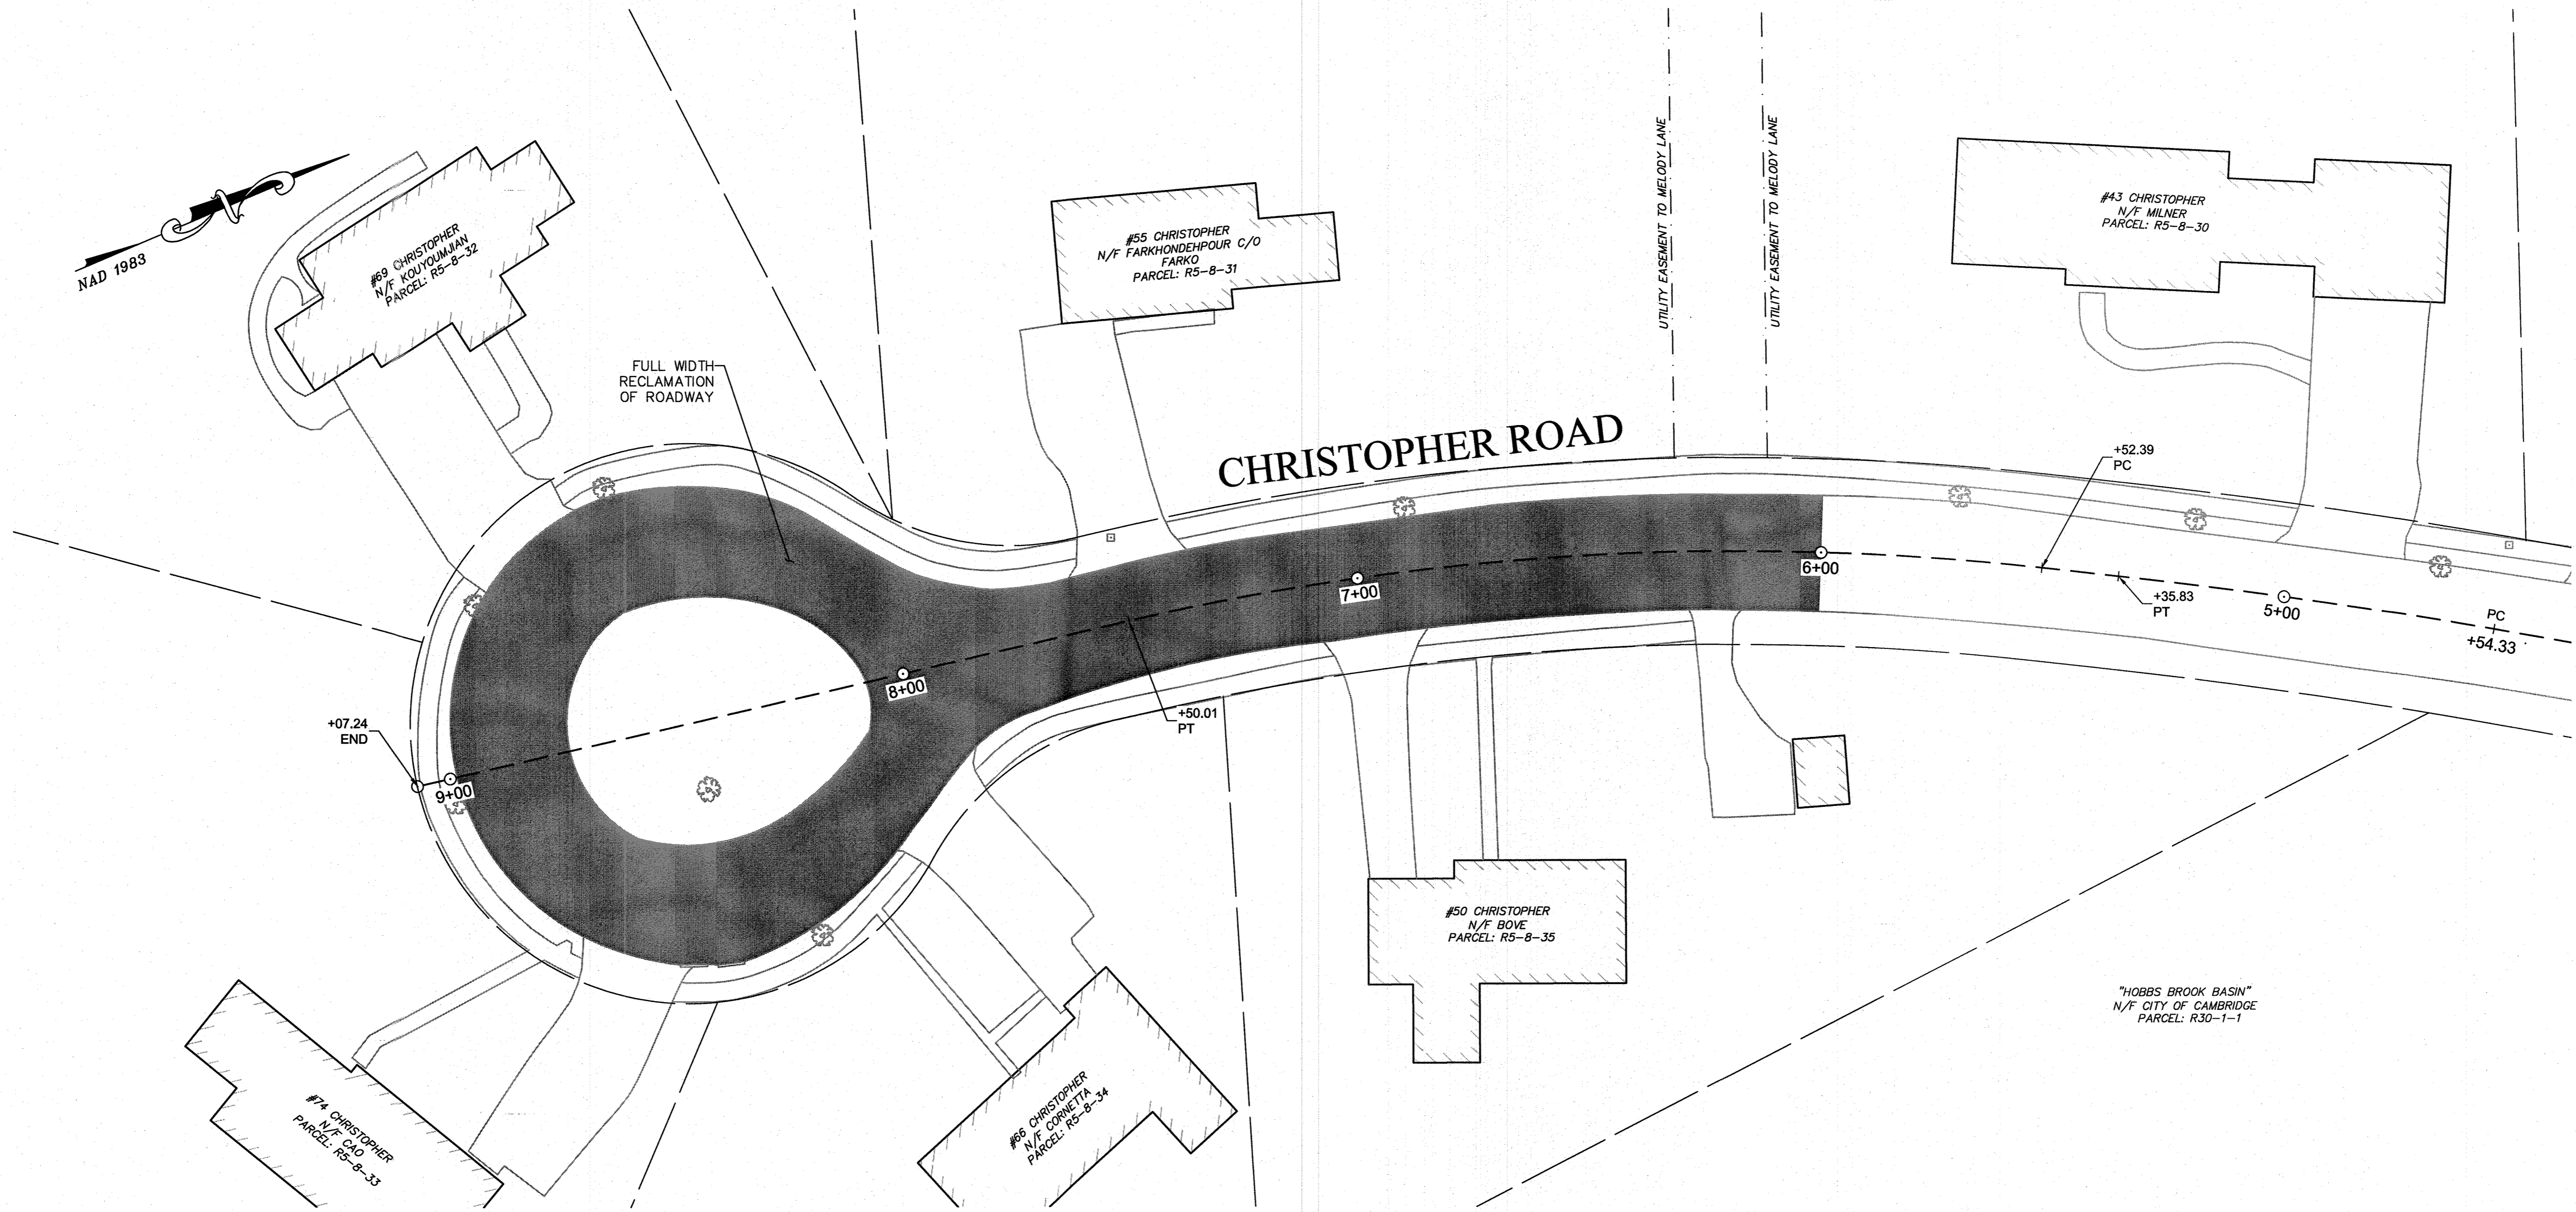 NAD 1983
#69 CHRISTOPHER
N/F KOUYOUMJIAN
PARCEL: R5-8-32
FULL WIDTH
RECLAMATION
OF ROADWAY
#55 CHRISTOPHER
N/F FARKHONDEHPOUR C/O
FARKO
PARCEL: R5-8-31
UTILITY EASEMENT TO MELODY LANE
UTILITY EASEMENT TO MELODY LANE
#43 CHRISTOPHER
N/F MILNER
PARCEL: R5-8-30
CHRISTOPHER ROAD
+52.39
PC
6+00
7+00
+35.83
PT
5+00
PC
+54.33
8+00
+50.01
PT
+07.24
END
9+00
#50 CHRISTOPHER
N/F BOVE
PARCEL: R5-8-35
"HOBBS BROOK BASIN"
N/F CITY OF CAMBRIDGE
PARCEL: R30-1-1
#74 CHRISTOPHER
N/F CAO
PARCEL: R5-8-33
#66 CHRISTOPHER
N/F CORNETTA
PARCEL: R5-8-34